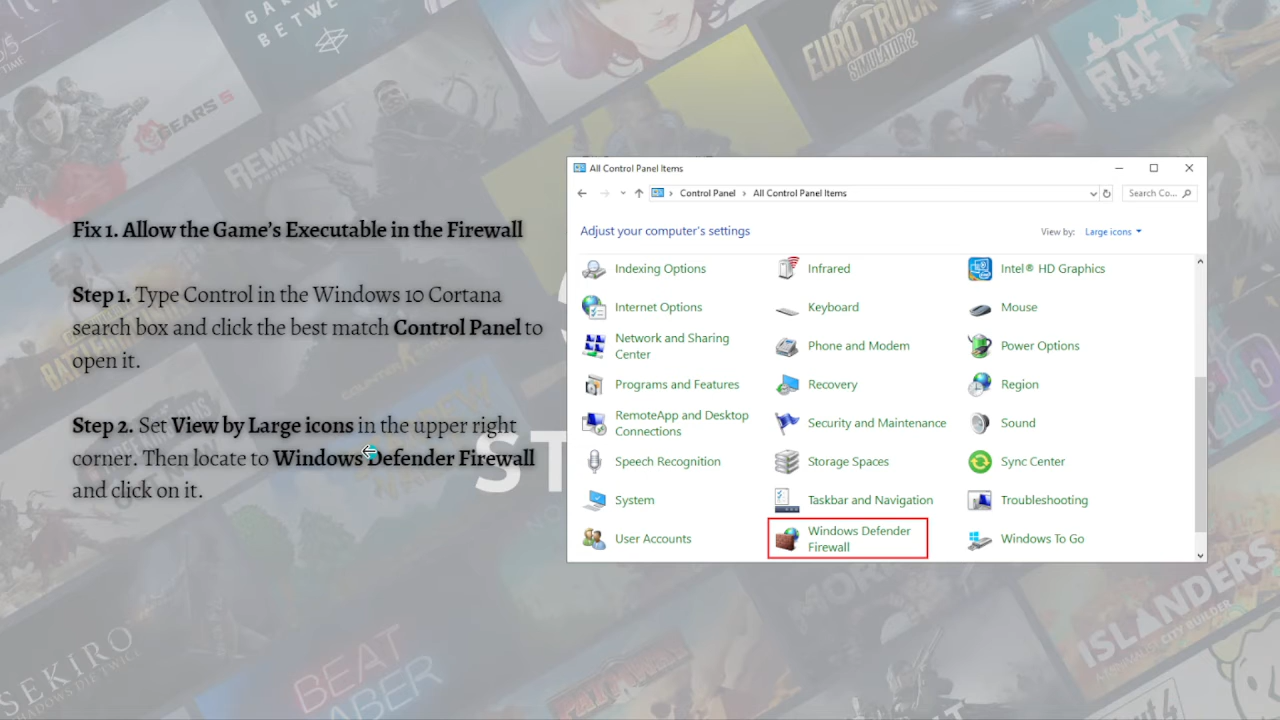 GEARS 5
REMNANT
EURO TRUCK
SIMULATOR 2
RAFT
Fix 1. Allow the Game's Executable in the Firewall
Step 1. Type Control in the Windows 10 Cortana
search box and click the best match Control Panel to
open it.
Step 2. Set View by Large icons in the upper right
corner. Then locate to Windows Defender Firewall
and click on it.
ST
All Control Panel Items
Control Panel > All Control Panel Items
Search Co...
Adjust your computer's settings
View by: Large icons
Indexing Options
Infrared
Intel® HD Graphics
Internet Options
Keyboard
Mouse
Network and Sharing
Center
Phone and Modem
Power Options
Programs and Features
Recovery
Region
RemoteApp and Desktop
Connections
Security and Maintenance
Sound
Speech Recognition
Storage Spaces
Sync Center
System
Taskbar and Navigation
Troubleshooting
User Accounts
Windows Defender
Firewall
Windows To Go
SEKIRO
SHADOWS DIE TWICE
BEAT
SABER
ISLANDERS
CITY BUILDER